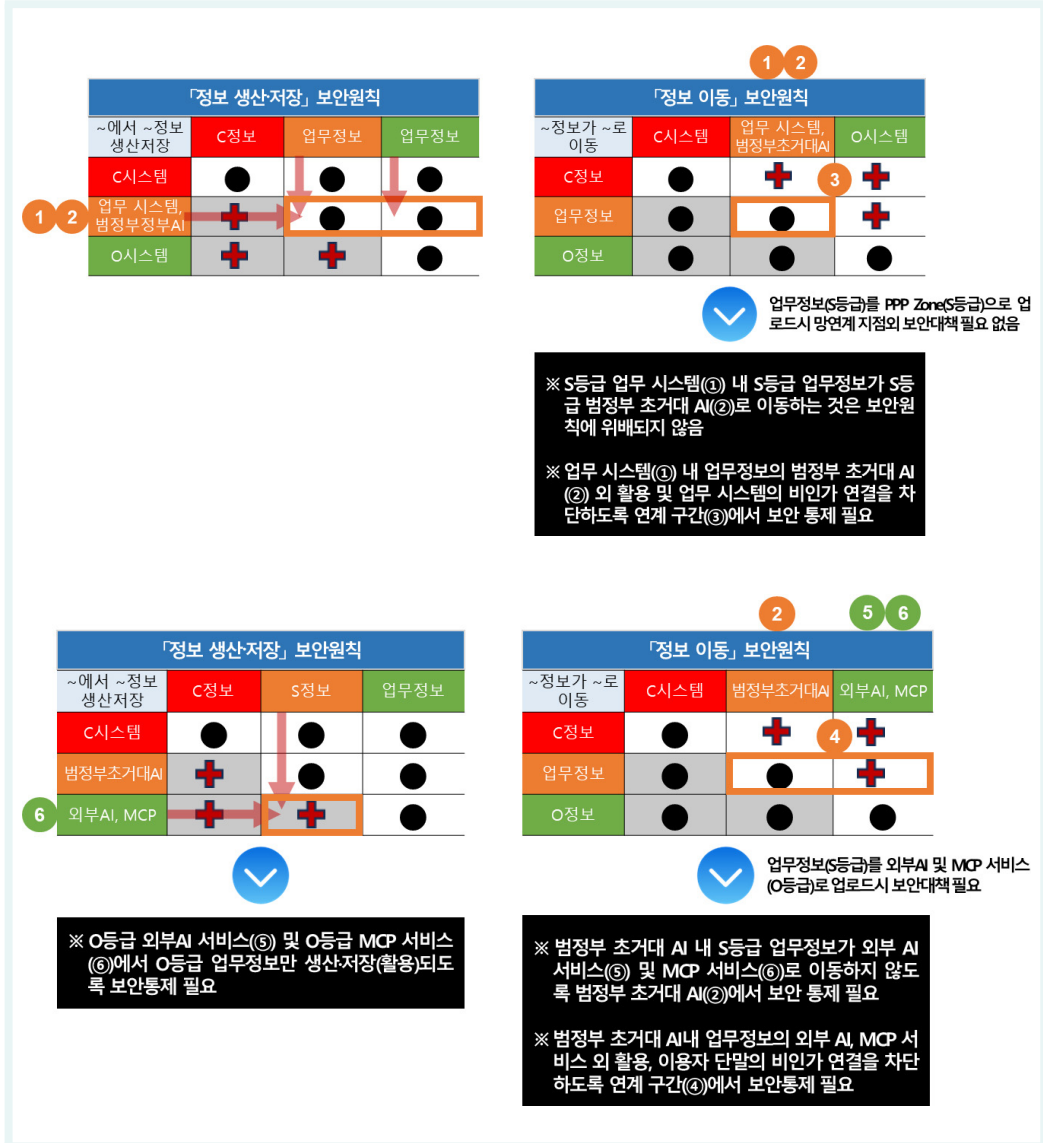 ① ②
「정보 생산·저장」 보안원칙
~에서 ~정보
생산저장
C정보
업무정보
업무정보
C시스템
① ②
업무 시스템,
범정부정부AI
O시스템
「정보 이동」 보안원칙
~정보가 ~로
이동
C시스템
업무 시스템,
범정부초거대AI
O시스템
C정보
③
업무정보
O정보
업무정보(S등급)를 PPP Zone(S등급)으로 업
로드시 망연계 지점외 보안대책 필요 없음
※ S등급 업무 시스템(①) 내 S등급 업무정보가 S등
급 범정부 초거대 AI(②)로 이동하는 것은 보안원
칙에 위배되지 않음
※ 업무 시스템(①) 내 업무정보의 범정부 초거대 AI
(②) 외 활용 및 업무 시스템의 비인가 연결을 차
단하도록 연계 구간(③)에서 보안 통제 필요
② ⑤ ⑥
「정보 생산·저장」 보안원칙
~에서 ~정보
생산저장
C정보
S정보
업무정보
C시스템
범정부초거대AI
⑥
외부AI, MCP
※ O등급 외부AI 서비스(⑤) 및 O등급 MCP 서비스
(⑥)에서 O등급 업무정보만 생산·저장(활용)되도
록 보안통제 필요
「정보 이동」 보안원칙
~정보가 ~로
이동
C시스템
범정부초거대AI
외부AI, MCP
C정보
④
업무정보
O정보
업무정보(S등급)를 외부AI 및 MCP 서비스
(O등급)로 업로드시 보안대책 필요
※ 범정부 초거대 AI 내 S등급 업무정보가 외부 AI
서비스(⑤) 및 MCP 서비스(⑥)로 이동하지 않도
록 범정부 초거대 AI(②)에서 보안 통제 필요
※ 범정부 초거대 AI내 업무정보의 외부 AI, MCP 서
비스 외 활용, 이용자 단말의 비인가 연결을 차단
하도록 연계 구간(④)에서 보안통제 필요